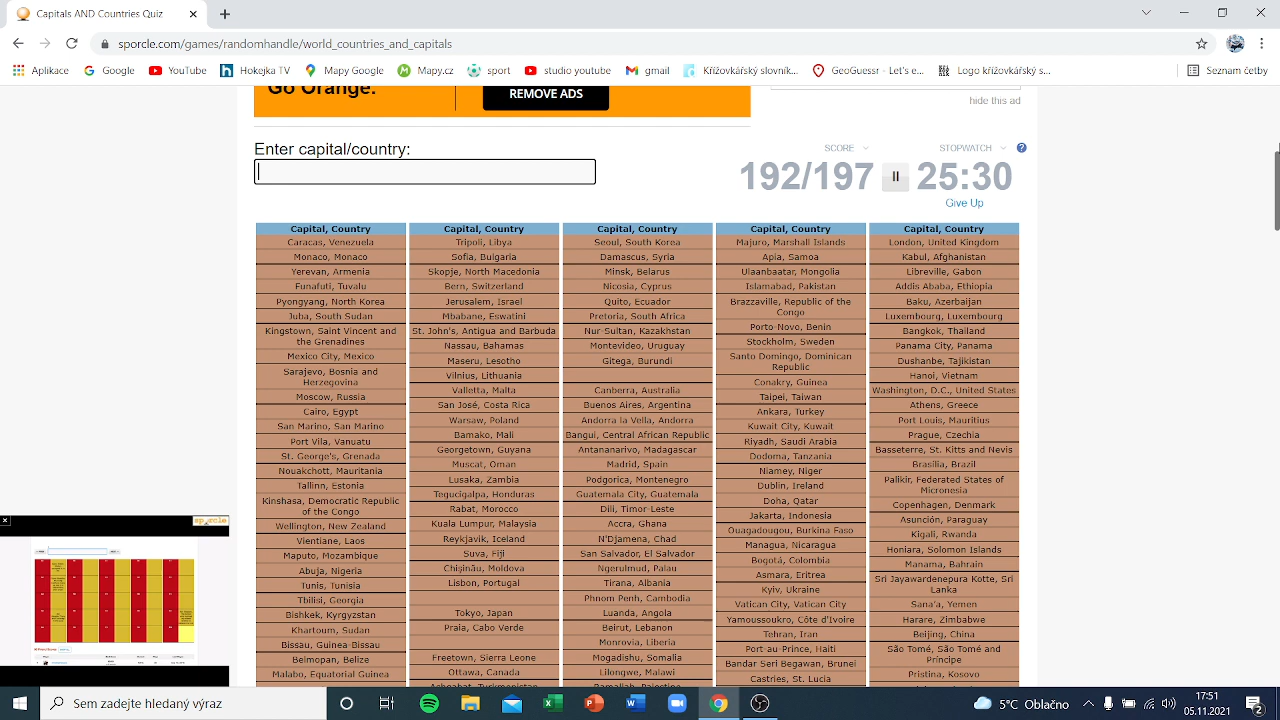 Capitals AND Countries Quiz
sporcle.com/games/iandro/country_and_capitals
Aplikace Google YouTube Hokejka TV Mapy Google Mapy.cz sport studio youtube gmail Křížovkářský slovník... GeoGuessr - Let's e... Logo křížovkářský s... Seznam četby
Go Orange.
REMOVE ADS
hide this ad
Enter capital/country:
SCORE STOPWATCH
192/197 25:30
Give Up
Capital, Country
Caracas, Venezuela
Monaco, Monaco
Yerevan, Armenia
Funafuti, Tuvalu
Pyongyang, North Korea
Juba, South Sudan
Kingstown, Saint Vincent and
the Grenadines
Mexico City, Mexico
Sarajevo, Bosnia and
Herzegovina
Moscow, Russia
Cairo, Egypt
San Marino, San Marino
Port Vila, Vanuatu
St. George's, Grenada
Nouakchott, Mauritania
Tallinn, Estonia
Kinshasa, Democratic Republic
of the Congo
Wellington, New Zealand
Vientiane, Laos
Maputo, Mozambique
Abuja, Nigeria
Tunis, Tunisia
Tbilisi, Georgia
Bishkek, Kyrgyzstan
Khartoum, Sudan
Bissau, Guinea-Bissau
Belmopan, Belize
Malabo, Equatorial Guinea
Capital, Country
Tripoli, Libya
Sofia, Bulgaria
Skopje, North Macedonia
Bern, Switzerland
Jerusalem, Israel
Mbabane, Eswatini
St. John's, Antigua and Barbuda
Nassau, Bahamas
Maseru, Lesotho
Vilnius, Lithuania
Valletta, Malta
San José, Costa Rica
Warsaw, Poland
Bamako, Mali
Georgetown, Guyana
Muscat, Oman
Lusaka, Zambia
Tegucigalpa, Honduras
Rabat, Morocco
Kuala Lumpur, Malaysia
Reykjavik, Iceland
Suva, Fiji
Chișinău, Moldova
Lisbon, Portugal
Tokyo, Japan
Praia, Cabo Verde
Freetown, Sierra Leone
Ottawa, Canada
Ashgabat, Turkmenistan
Capital, Country
Seoul, South Korea
Damascus, Syria
Minsk, Belarus
Nicosia, Cyprus
Quito, Ecuador
Pretoria, South Africa
Nur-Sultan, Kazakhstan
Montevideo, Uruguay
Gitega, Burundi
Canberra, Australia
Buenos Aires, Argentina
Andorra la Vella, Andorra
Bangui, Central African Republic
Antananarivo, Madagascar
Madrid, Spain
Podgorica, Montenegro
Guatemala City, Guatemala
Dili, Timor-Leste
Accra, Ghana
N'Djamena, Chad
San Salvador, El Salvador
Ngerulmud, Palau
Tirana, Albania
Phnom Penh, Cambodia
Luanda, Angola
Beirut, Lebanon
Monrovia, Liberia
Mogadishu, Somalia
Lilongwe, Malawi
Ramallah, Palestine
Capital, Country
Majuro, Marshall Islands
Apia, Samoa
Ulaanbaatar, Mongolia
Islamabad, Pakistan
Brazzaville, Republic of the
Congo
Porto-Novo, Benin
Stockholm, Sweden
Santo Domingo, Dominican
Republic
Conakry, Guinea
Taipei, Taiwan
Ankara, Turkey
Kuwait City, Kuwait
Riyadh, Saudi Arabia
Dodoma, Tanzania
Niamey, Niger
Dublin, Ireland
Doha, Qatar
Jakarta, Indonesia
Ouagadougou, Burkina Faso
Managua, Nicaragua
Bogotá, Colombia
Asmara, Eritrea
Kyiv, Ukraine
Vatican City, Vatican City
Yamoussoukro, Côte d'Ivoire
Tehran, Iran
Port-au-Prince, Haiti
Bandar Seri Begawan, Brunei
Castries, St. Lucia
Capital, Country
London, United Kingdom
Kabul, Afghanistan
Libreville, Gabon
Addis Ababa, Ethiopia
Baku, Azerbaijan
Luxembourg, Luxembourg
Bangkok, Thailand
Panama City, Panama
Dushanbe, Tajikistan
Hanoi, Vietnam
Washington, D.C., United States
Athens, Greece
Port Louis, Mauritius
Prague, Czechia
Basseterre, St. Kitts and Nevis
Brasília, Brazil
Palikir, Federated States of
Micronesia
Copenhagen, Denmark
Asunción, Paraguay
Kigali, Rwanda
Honiara, Solomon Islands
Manama, Bahrain
Sri Jayawardenepura Kotte, Sri
Lanka
Sana'a, Yemen
Harare, Zimbabwe
Beijing, China
São Tomé, São Tomé and
Príncipe
Pristina, Kosovo
sporcle
Sem zadejte hledaný výraz
5°C Oblačno
17:51
05.11.2021
2